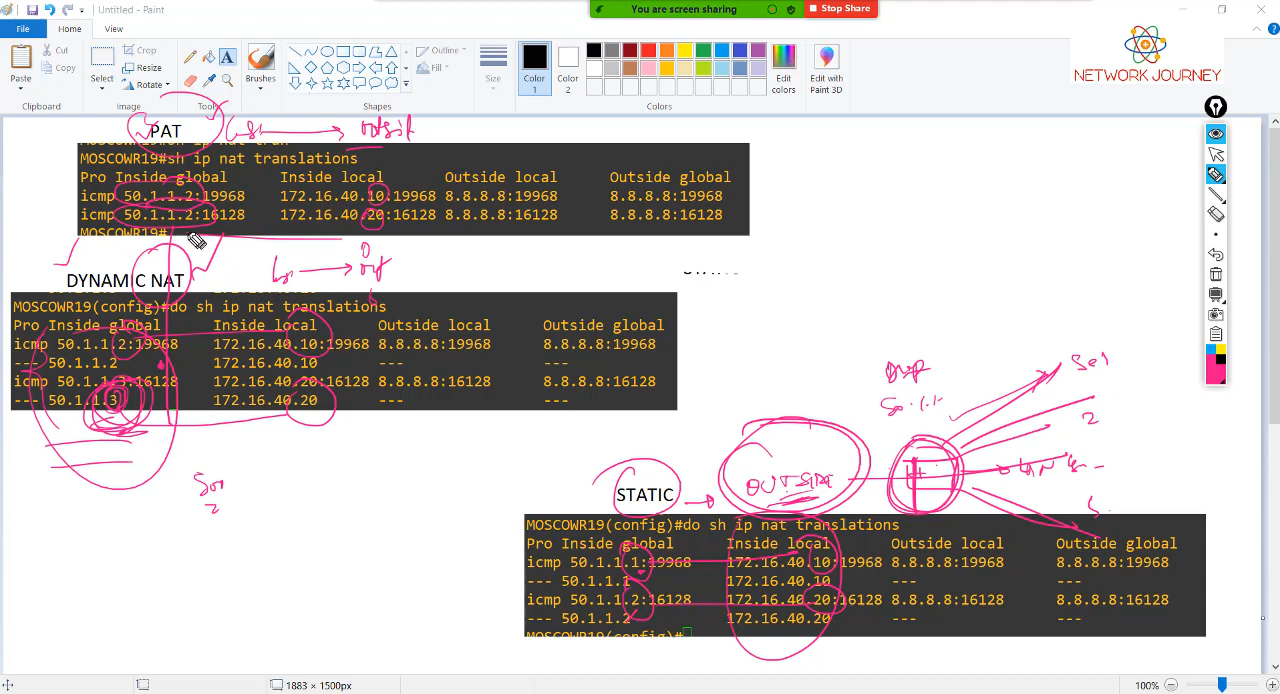 Untitled - Paint
You are screen sharing
Stop Share
File
Home
View
Cut
Copy
Paste
Clipboard
Crop
Resize
Rotate
Select
Image
A
Tools
Brushes
Outline
Fill
Shapes
Size
Color 1
Color 2
Edit colors
Colors
Edit with Paint 3D
NETWORK JOURNEY
PAT
MOSCOWR19#sh ip nat translations
Pro Inside global Inside local Outside local Outside global
icmp 50.1.1.2:19968 172.16.40.10:19968 8.8.8.8:19968 8.8.8.8:19968
icmp 50.1.1.2:16128 172.16.40.20:16128 8.8.8.8:16128 8.8.8.8:16128
MOSCOWR19#
DYNAMIC NAT
MOSCOWR19(config)#do sh ip nat translations
Pro Inside global Inside local Outside local Outside global
icmp 50.1.1.2:19968 172.16.40.10:19968 8.8.8.8:19968 8.8.8.8:19968
--- 50.1.1.2 172.16.40.10 --- ---
icmp 50.1.1.3:16128 172.16.40.20:16128 8.8.8.8:16128 8.8.8.8:16128
--- 50.1.1.3 172.16.40.20 --- ---
STATIC
OUTSIDE
MOSCOWR19(config)#do sh ip nat translations
Pro Inside global Inside local Outside local Outside global
icmp 50.1.1.1:19968 172.16.40.10:19968 8.8.8.8:19968 8.8.8.8:19968
--- 50.1.1.1 172.16.40.10 --- ---
icmp 50.1.1.2:16128 172.16.40.20:16128 8.8.8.8:16128 8.8.8.8:16128
--- 50.1.1.2 172.16.40.20 --- ---
MOSCOWR19(config)#
1883 × 1500px
100%